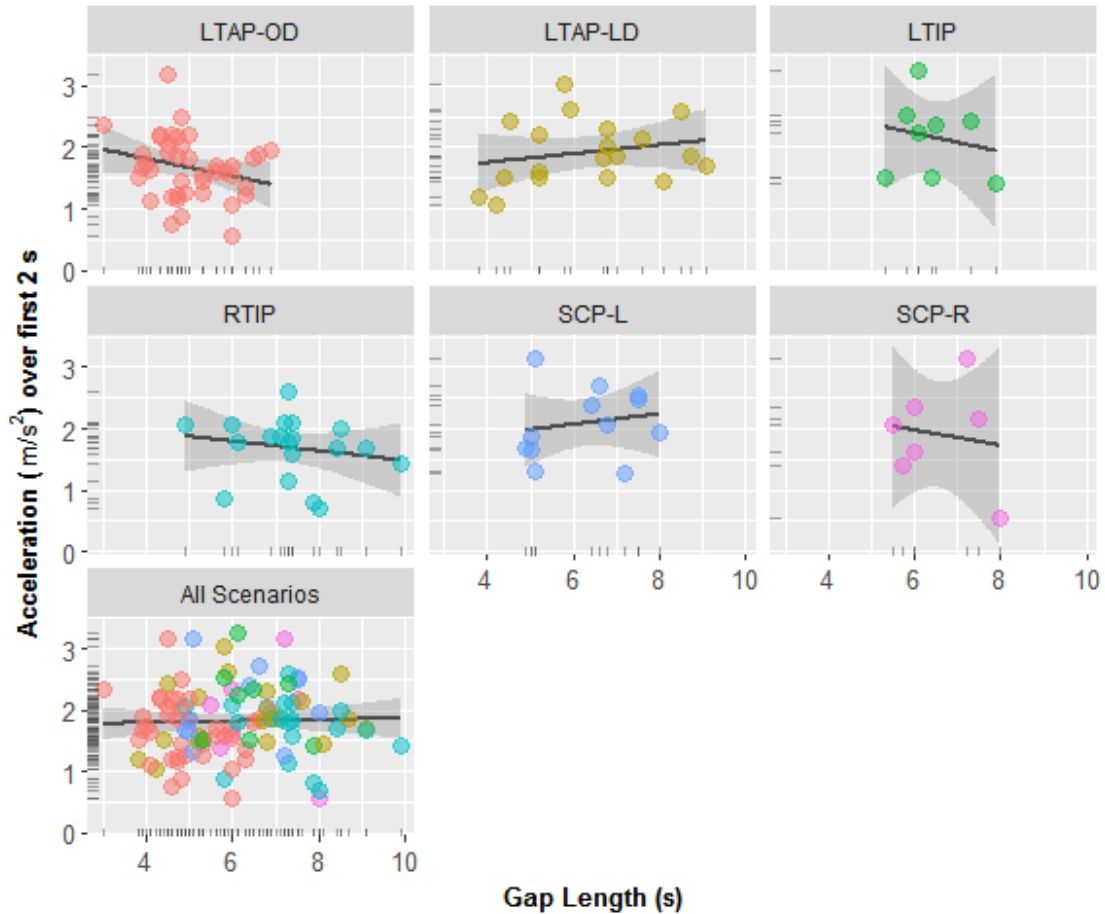 LTAP-OD LTAP-LD LTIP
3
2
1
0
RTIP SCP-L SCP-R
3
2
1
0
4 6 8 10 4 6 8 10
All Scenarios
3
2
1
0
4 6 8 10
Acceleration ( m/s²) over first 2 s
Gap Length (s)